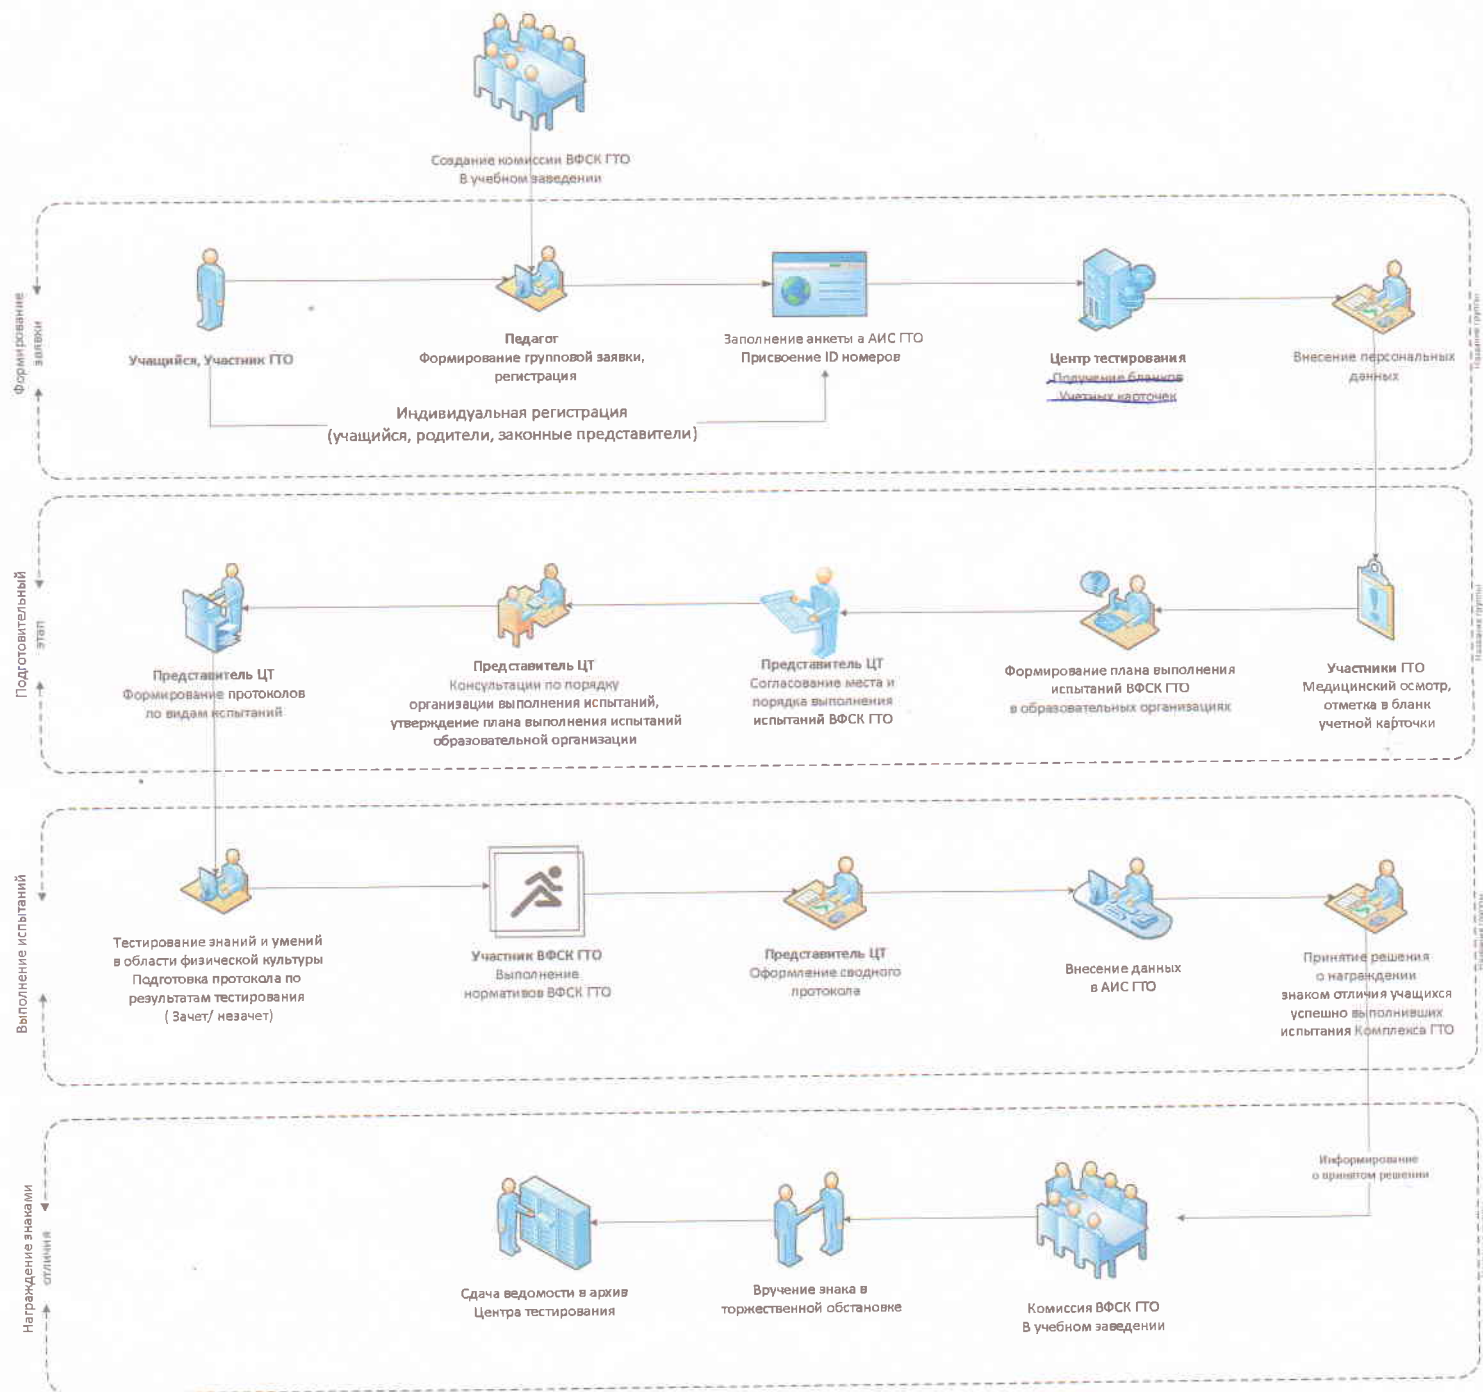 Создание комиссии ВФСК ГТО
В учебном заведении
Формирование
заявки
Учащийся, Участник ГТО
Педагог
Формирование групповой заявки,
регистрация
Заполнение анкеты а АИС ГТО
Присвоение ID номеров
Центр тестирования
Получение бланков
Учетных карточек
Внесение персональных
данных
Название группы
Индивидуальная регистрация
(учащийся, родители, законные представители)
Подготовительный
этап
Представитель ЦТ
Формирование протоколов
по видам испытаний
Представитель ЦТ
Консультации по порядку
организации выполнения испытаний,
утверждение плана выполнения испытаний
образовательной организации
Представитель ЦТ
Согласование места и
порядка выполнения
испытаний ВФСК ГТО
Формирование плана выполнения
испытаний ВФСК ГТО
в образовательных организациях
Участники ГТО
Медицинский осмотр,
отметка в бланк
учетной карточки
Название группы
Выполнение испытаний
Тестирование знаний и умений
в области физической культуры
Подготовка протокола по
результатам тестирования
( Зачет/ незачет)
Участник ВФСК ГТО
Выполнение
нормативов ВФСК ГТО
Представитель ЦТ
Оформление сводного
протокола
Внесение данных
в АИС ГТО
Принятие решения
о награждении
знаком отличия учащихся
успешно выполнивших
испытания Комплекса ГТО
Название группы
Награждение знаками
отличия
Информирование
о принятом решении
Сдача ведомости в архив
Центра тестирования
Вручение знака в
торжественной обстановке
Комиссия ВФСК ГТО
В учебном заведении